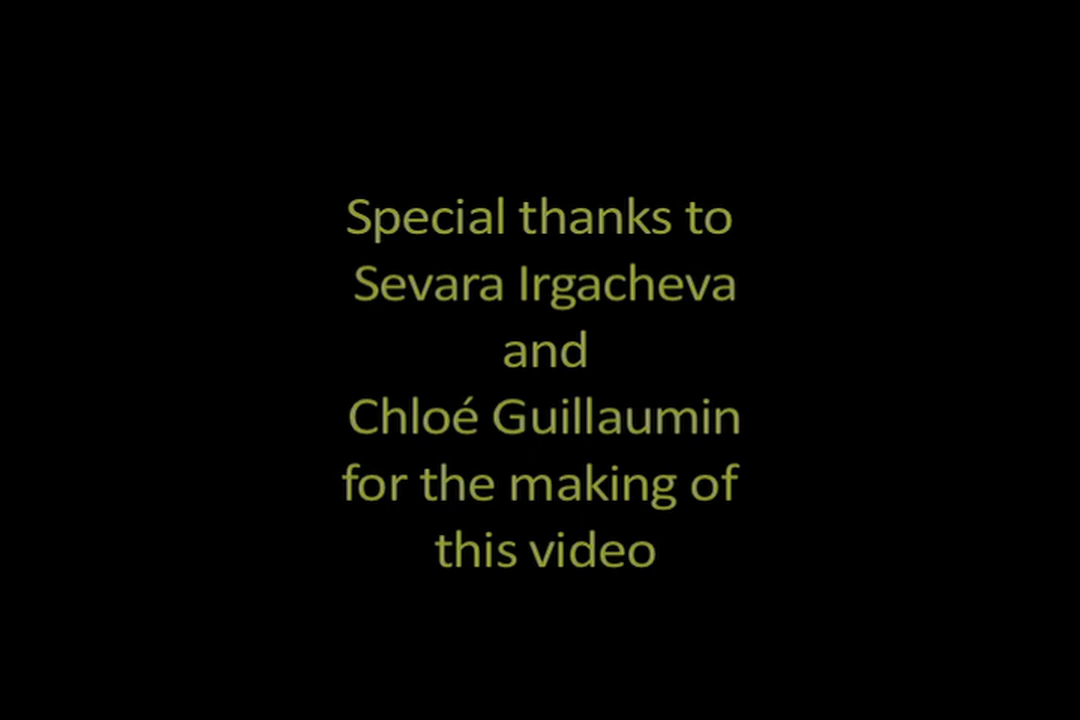 Special thanks to
Sevara Irgacheva
and
Chloé Guillaumin
for the making of
this video